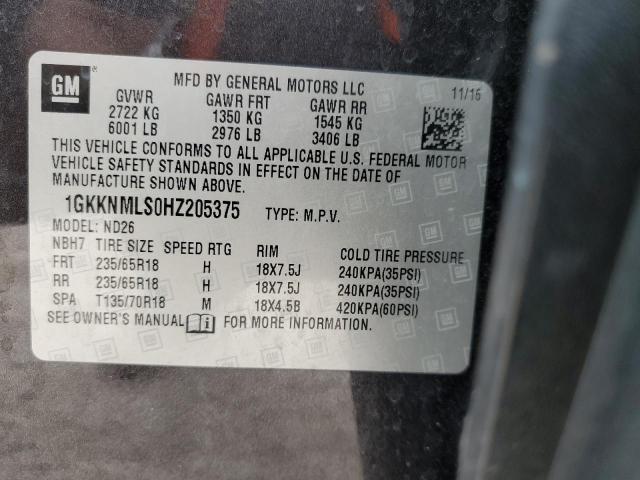 GM
MFD BY GENERAL MOTORS LLC
11/16
GVWR GAWR FRT GAWR RR
2722 KG 1350 KG 1545 KG
6001 LB 2976 LB 3406 LB
THIS VEHICLE CONFORMS TO ALL APPLICABLE U.S. FEDERAL MOTOR
VEHICLE SAFETY STANDARDS IN EFFECT ON THE DATE OF
MANUFACTURE SHOWN ABOVE.
1GKKNMLS0HZ205375 TYPE: M.P.V.
MODEL: ND26
NBH7 TIRE SIZE SPEED RTG RIM COLD TIRE PRESSURE
FRT 235/65R18 H 18X7.5J 240KPA(35PSI)
RR 235/65R18 H 18X7.5J 240KPA(35PSI)
SPA T135/70R18 M 18X4.5B 420KPA(60PSI)
SEE OWNER'S MANUAL FOR MORE INFORMATION.